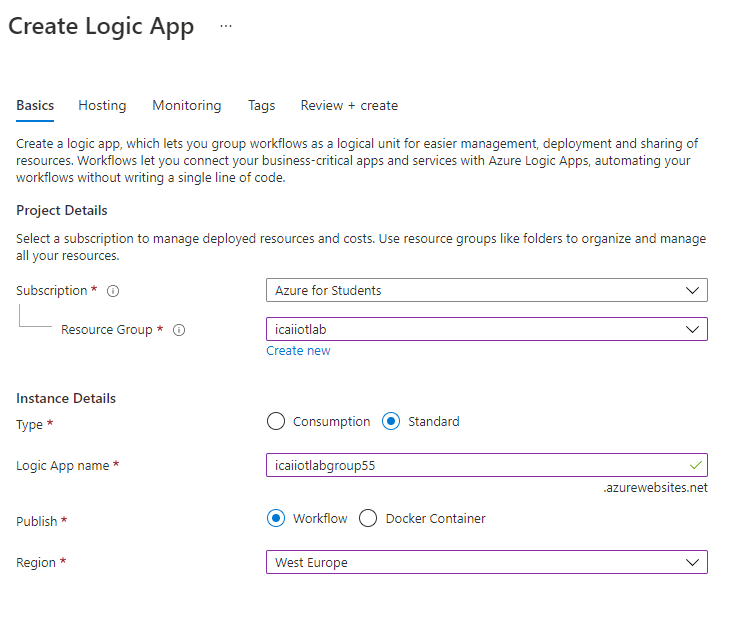 Create Logic App ...
Basics Hosting Monitoring Tags Review + create
Create a logic app, which lets you group workflows as a logical unit for easier management, deployment and sharing of
resources. Workflows let you connect your business-critical apps and services with Azure Logic Apps, automating your
workflows without writing a single line of code.
Project Details
Select a subscription to manage deployed resources and costs. Use resource groups like folders to organize and manage
all your resources.
Subscription * Azure for Students
Resource Group * icaiiotlab
Create new
Instance Details
Type * Consumption Standard
Logic App name * icaiiotlabgroup55
.azurewebsites.net
Publish * Workflow Docker Container
Region * West Europe